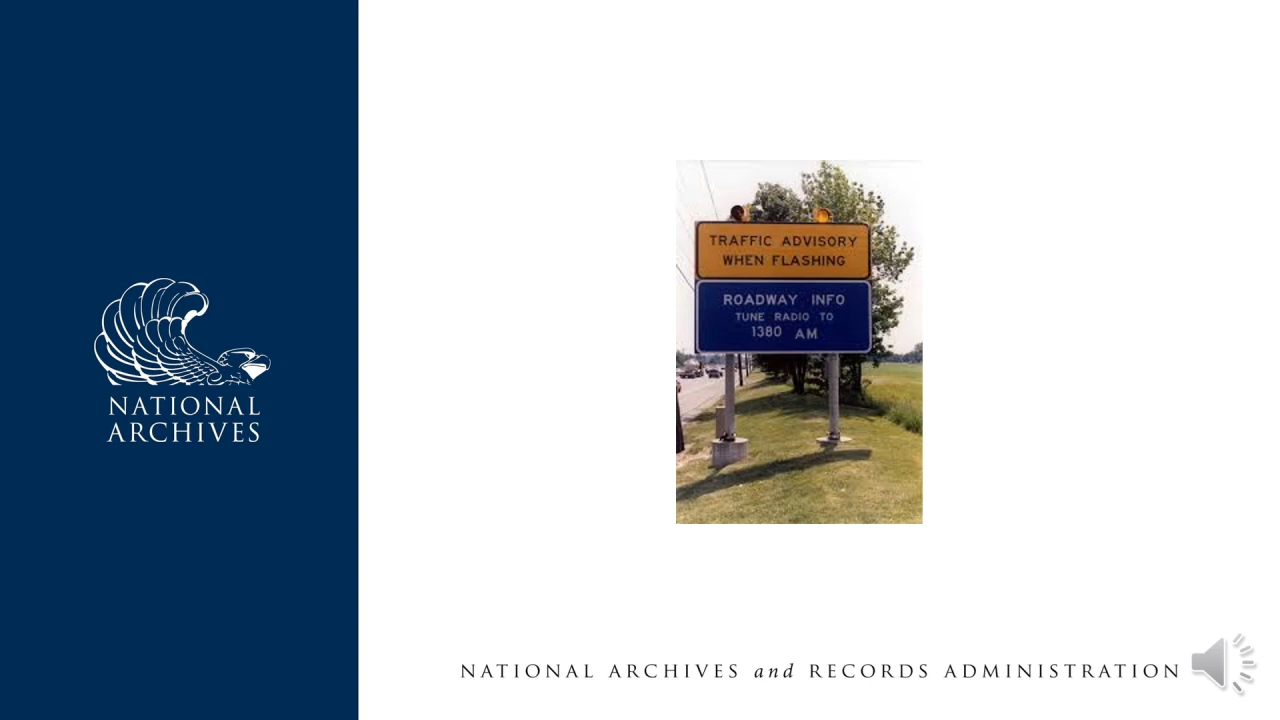 NATIONAL
ARCHIVES
TRAFFIC ADVISORY
WHEN FLASHING
ROADWAY INFO
TUNE RADIO TO
1380 AM
NATIONAL ARCHIVES and RECORDS ADMINISTRATION